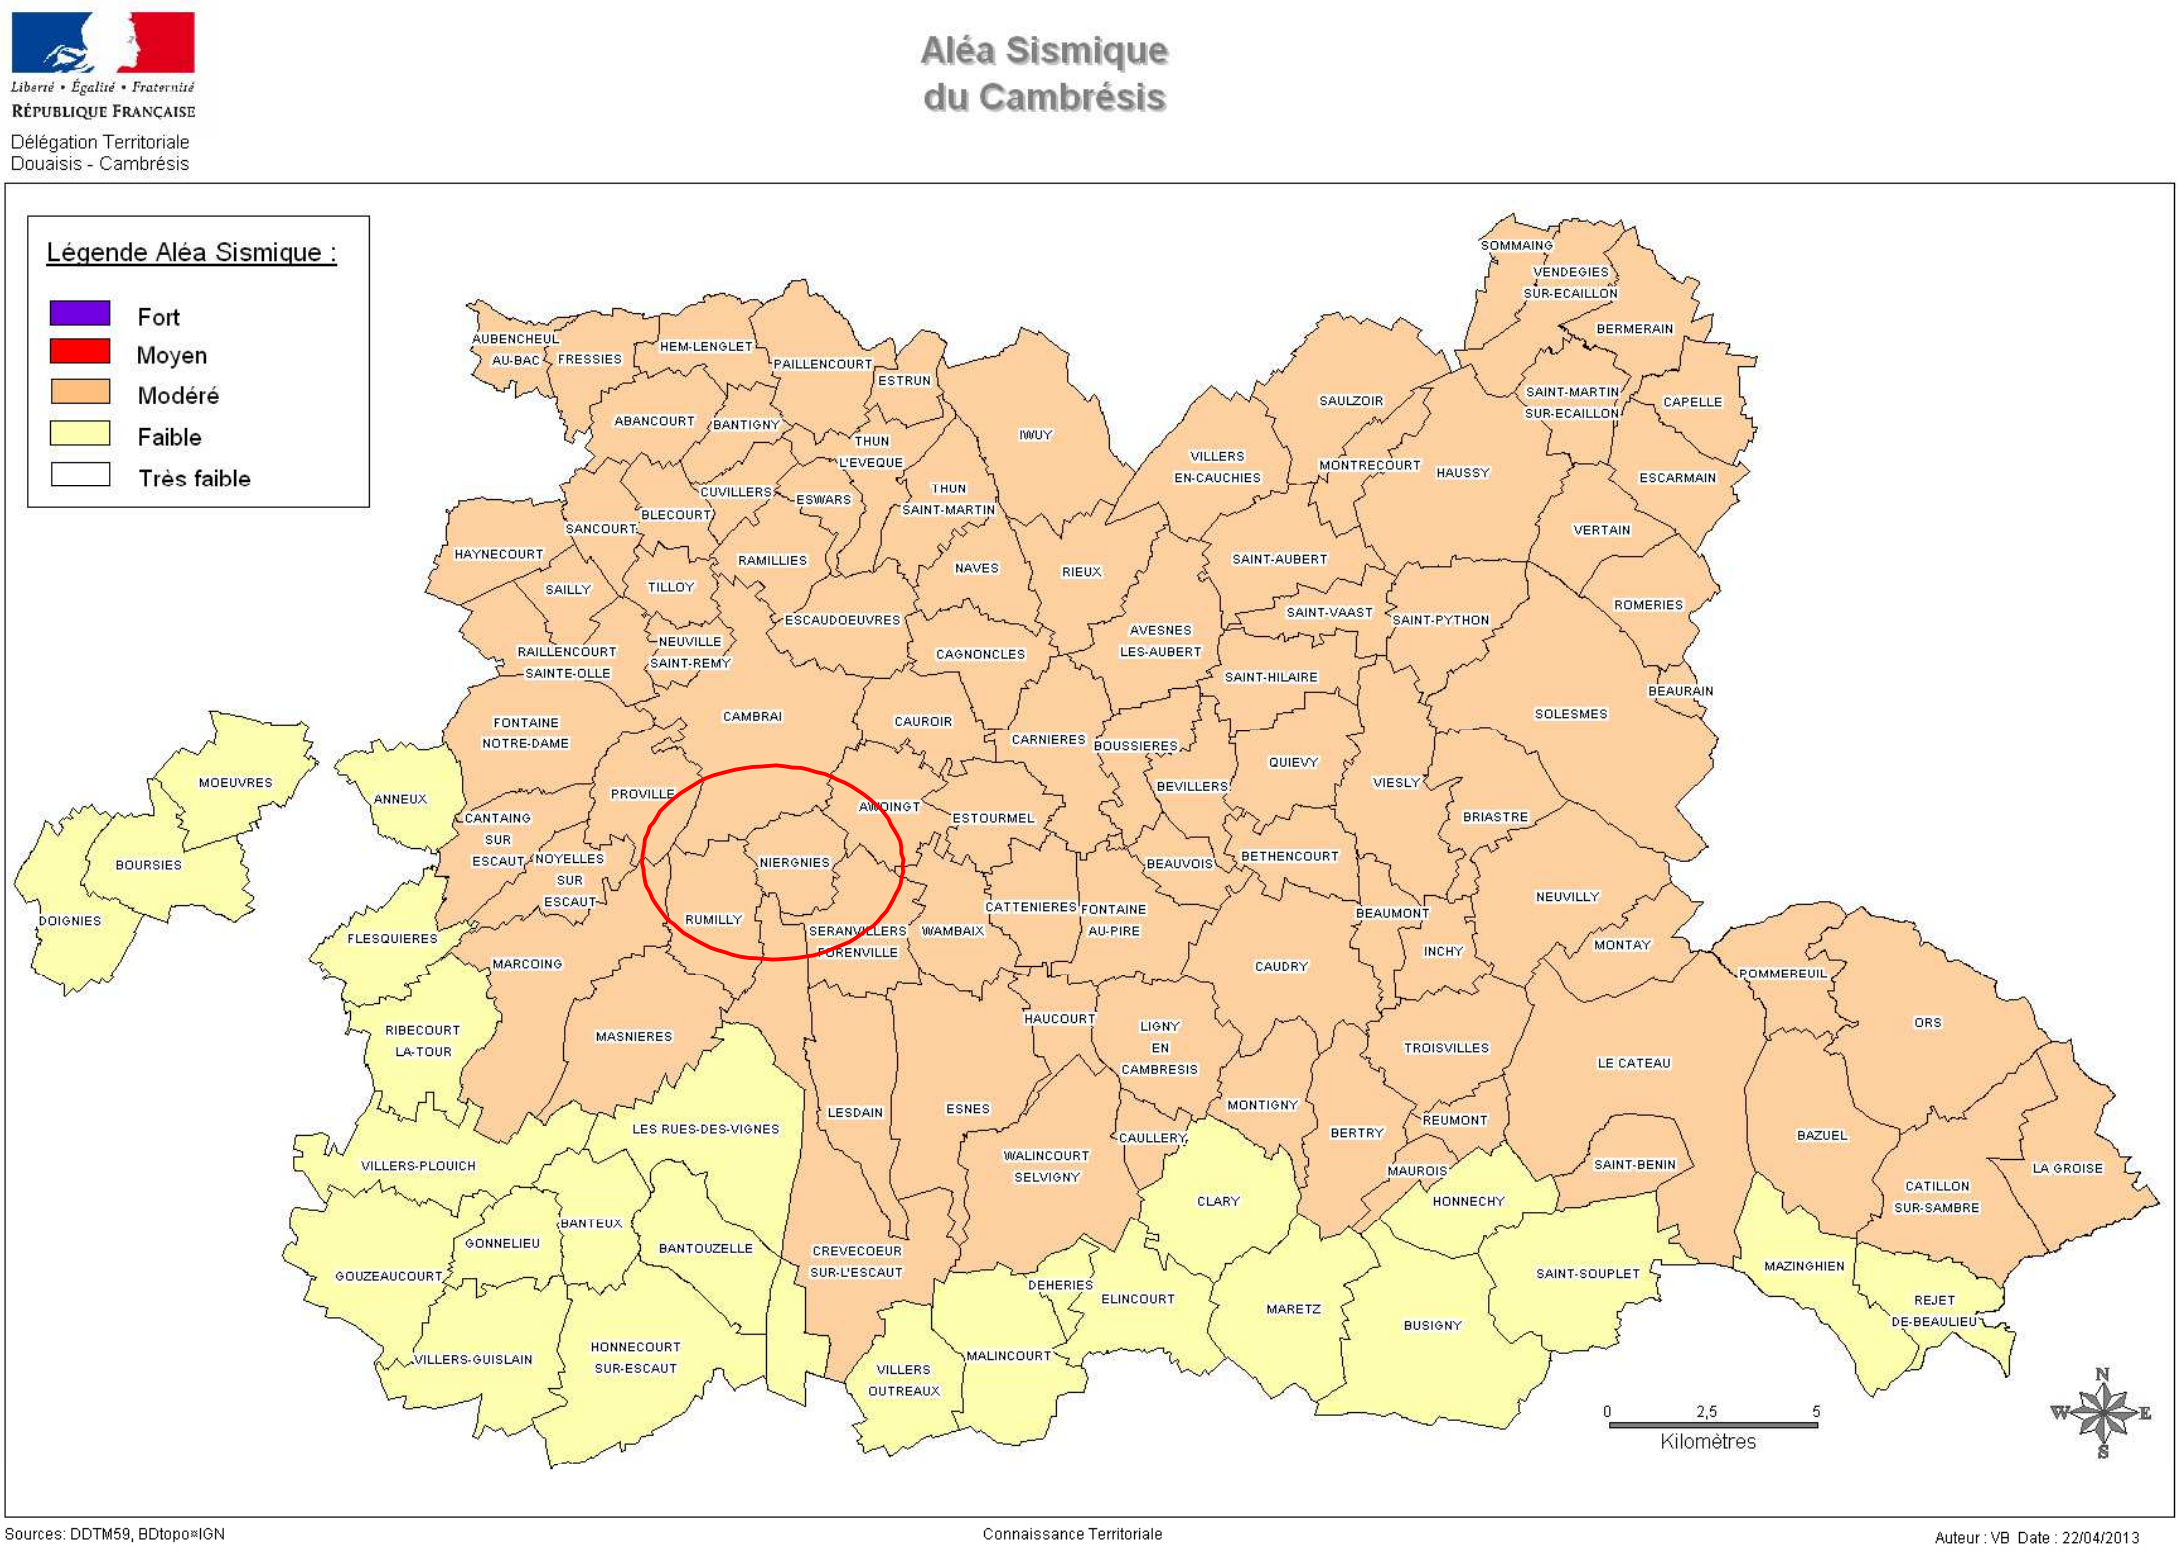 Liberté • Égalité • Fraternité
RÉPUBLIQUE FRANÇAISE
Délégation Territoriale
Douaisis - Cambrésis
Aléa Sismique
du Cambrésis
Légende Aléa Sismique :
Fort
Moyen
Modéré
Faible
Très faible
SOMMAING
VENDEGIES
SUR-ECAILLON
BERMERAIN
AUBENCHEUL
AU-BAC
FRESSIES
HEM-LENGLET
PAILLENCOURT
ESTRUN
SAINT-MARTIN
SUR-ECAILLON
CAPELLE
SAULZOIR
ABANCOURT
BANTIGNY
IWUY
THUN
L'EVEQUE
VILLERS
EN-CAUCHIES
MONTRECOURT
HAUSSY
ESCARMAIN
CUVILLERS
ESWARS
THUN
SAINT-MARTIN
BLECOURT
SANCOURT
VERTAIN
HAYNECOURT
RAMILLIES
NAVES
RIEUX
SAINT-AUBERT
SAILLY
TILLOY
ROMERIES
ESCAUDOEUVRES
SAINT-VAAST
SAINT-PYTHON
NEUVILLE
SAINT-REMY
AVESNES
LES-AUBERT
RAILLENCOURT
SAINTE-OLLE
CAGNONCLES
SAINT-HILAIRE
BEAURAIN
FONTAINE
NOTRE-DAME
CAMBRAI
CAUROIR
SOLESMES
CARNIERES
BOUSSIERES
QUIEVY
MOEUVRES
ANNEUX
PROVILLE
BEVILLERS
VIESLY
AWOINGT
ESTOURMEL
BRIASTRE
CANTAING
SUR
ESCAUT
NOYELLES
SUR
ESCAUT
BOURSIES
NIERGNIES
BEAUVOIS
BETHENCOURT
NEUVILLY
DOIGNIES
RUMILLY
SERANVILLERS
FORENVILLE
WAMBAIX
CATTENIERES
FONTAINE
AU-PIRE
BEAUMONT
INCHY
MONTAY
FLESQUIERES
MARCOING
CAUDRY
POMMEREUIL
RIBECOURT
LA-TOUR
MASNIERES
HAUCOURT
LIGNY
EN
CAMBRESIS
TROISVILLES
ORS
LE CATEAU
LESDAIN
ESNES
MONTIGNY
REUMONT
BERTRY
LES RUES-DES-VIGNES
CAULLERY
BAZUEL
VILLERS-PLOUICH
WALINCOURT
SELVIGNY
MAUROIS
SAINT-BENIN
LA GROISE
CLARY
HONNECHY
CATILLON
SUR-SAMBRE
BANTEUX
GONNELIEU
BANTOUZELLE
CREVECOEUR
SUR-L'ESCAUT
GOUZEAUCOURT
DEHERIES
ELINCOURT
SAINT-SOUPLET
MAZINGHIEN
MARETZ
REJET
DE-BEAULIEU
BUSIGNY
VILLERS-GUISLAIN
HONNECOURT
SUR-ESCAUT
VILLERS
OUTREAUX
MALINCOURT
0 2,5 5
Kilomètres
N
W E
S
Sources: DDTM59, BDtopo¤IGN
Connaissance Territoriale
Auteur : VB Date : 22/04/2013